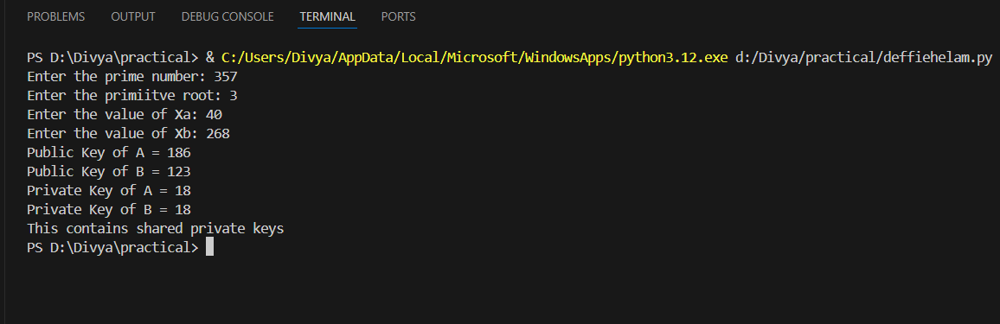 PROBLEMS OUTPUT DEBUG CONSOLE TERMINAL PORTS
PS D:\Divya\practical> & C:/Users/Divya/AppData/Local/Microsoft/WindowsApps/python3.12.exe d:/Divya/practical/deffiehelam.py
Enter the prime number: 357
Enter the primiitve root: 3
Enter the value of Xa: 40
Enter the value of Xb: 268
Public Key of A = 186
Public Key of B = 123
Private Key of A = 18
Private Key of B = 18
This contains shared private keys
PS D:\Divya\practical>